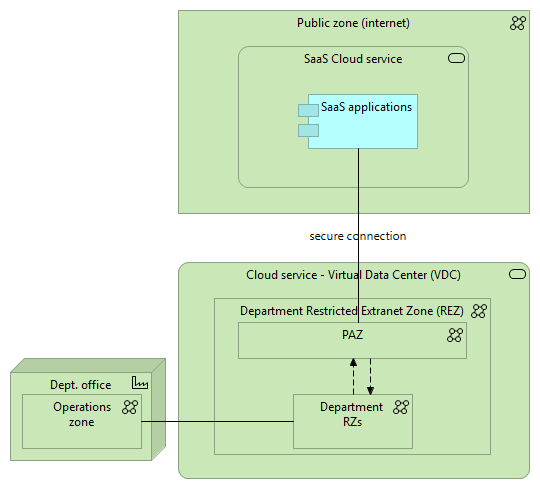 Public zone (internet)
SaaS Cloud service
SaaS applications
secure connection
Cloud service - Virtual Data Center (VDC)
Department Restricted Extranet Zone (REZ)
PAZ
Dept. office
Operations
zone
Department
RZs